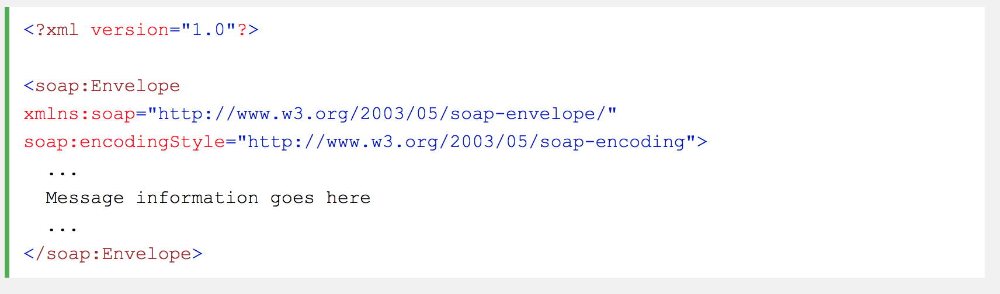 <?xml version="1.0"?>
<soap:Envelope
xmlns:soap="http://www.w3.org/2003/05/soap-envelope/"
soap:encodingStyle="http://www.w3.org/2003/05/soap-encoding">
...
Message information goes here
...
</soap:Envelope>